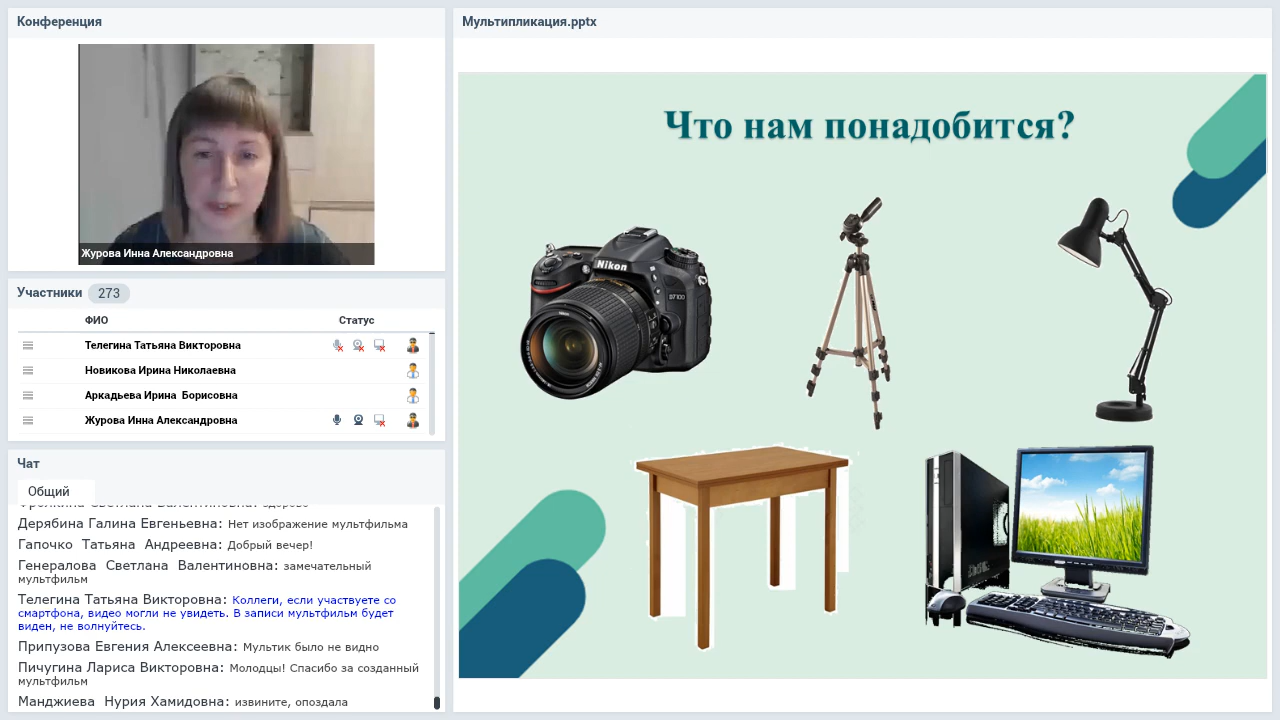 Конференция
Журова Инна Александровна
Участники 273
ФИО Статус
Телегина Татьяна Викторовна
Новикова Ирина Николаевна
Аркадьева Ирина Борисовна
Журова Инна Александровна
Чат
Общий
Дерябина Галина Евгеньевна: Нет изображение мультфильма
Гапочко Татьяна Андреевна: Добрый вечер!
Генералова Светлана Валентиновна: замечательный
мультфильм
Телегина Татьяна Викторовна: Коллеги, если участвуете со
смартфона, видео могли не увидеть. В записи мультфильм будет
виден, не волнуйтесь.
Припузова Евгения Алексеевна: Мультик было не видно
Пичугина Лариса Викторовна: Молодцы! Спасибо за созданный
мультфильм
Манджиева Нурия Хамидовна: извините, опоздала
Мультипликация.pptx
Что нам понадобится?
Nikon
D7100